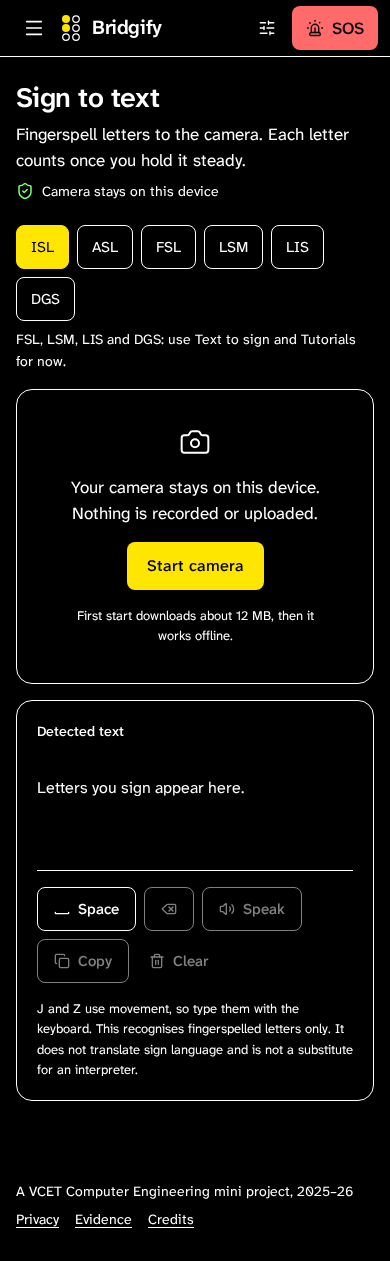 Bridgify
SOS
Sign to text
Fingerspell letters to the camera. Each letter
counts once you hold it steady.
Camera stays on this device
ISL
ASL
FSL
LSM
LIS
DGS
FSL, LSM, LIS and DGS: use Text to sign and Tutorials
for now.
Your camera stays on this device.
Nothing is recorded or uploaded.
Start camera
First start downloads about 12 MB, then it
works offline.
Detected text
Letters you sign appear here.
Space
Speak
Copy
Clear
J and Z use movement, so type them with the
keyboard. This recognises fingerspelled letters only. It
does not translate sign language and is not a substitute
for an interpreter.
A VCET Computer Engineering mini project, 2025–26
Privacy
Evidence
Credits